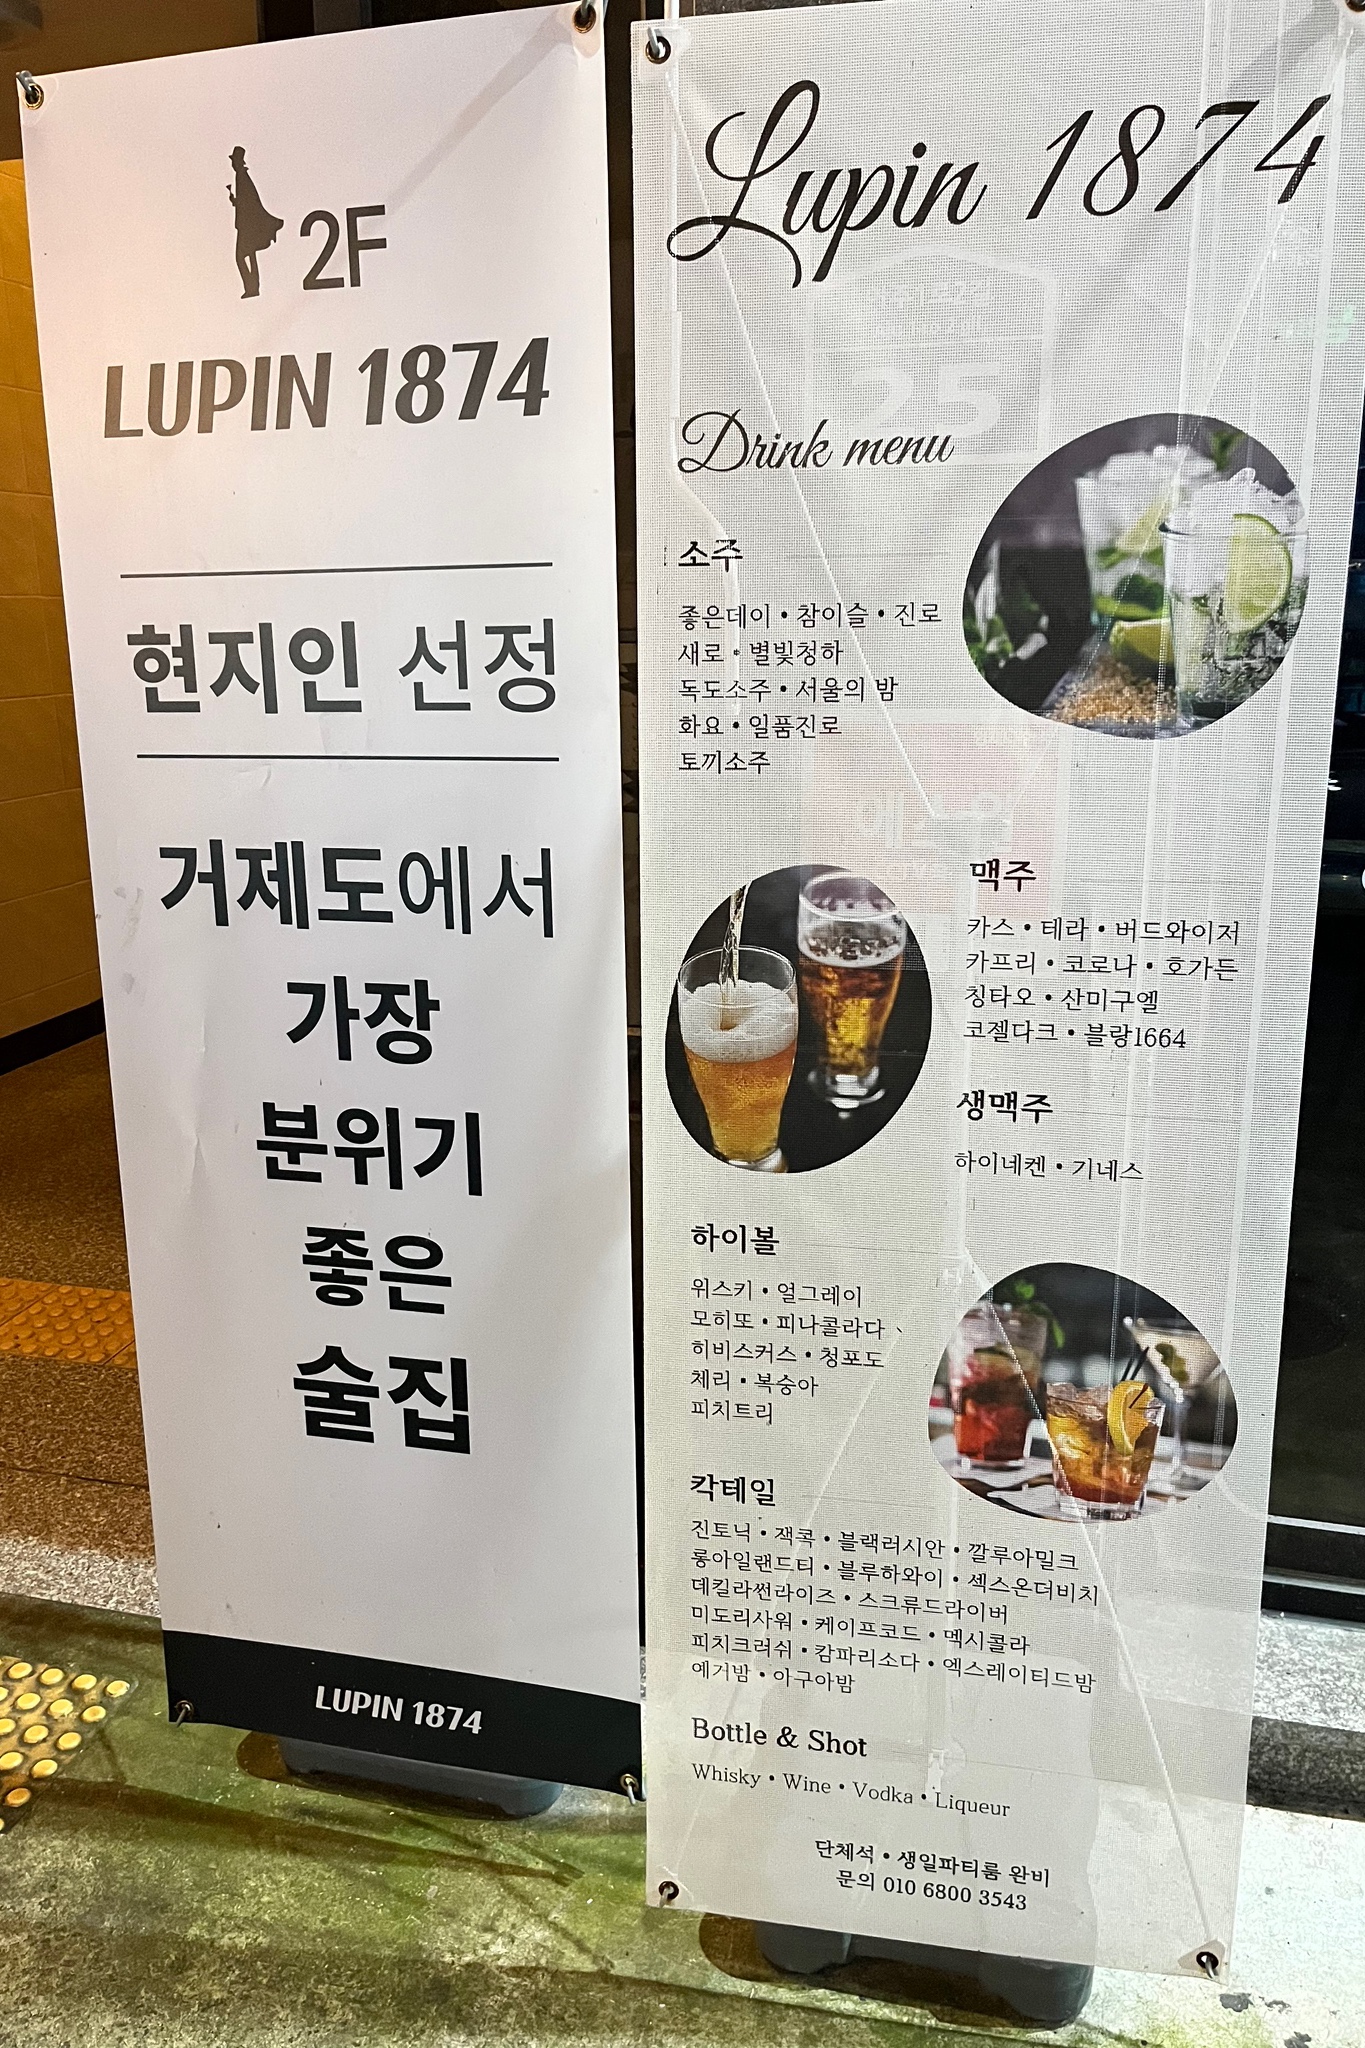 2F
LUPIN 1874
현지인 선정
거제도에서
가장
분위기
좋은
술집
LUPIN 1874
Lupin 1874
Drink menu
소주
좋은데이 • 참이슬 • 진로
새로 • 별빛청하
독도소주 • 서울의 밤
화요 • 일품진로
토끼소주
맥주
카스 • 테라 • 버드와이저
카프리 • 코로나 • 호가든
칭타오 • 산미구엘
코젤다크 • 블랑1664
생맥주
하이네켄 • 기네스
하이볼
위스키 • 얼그레이
모히또 • 피나콜라다
히비스커스 • 청포도
체리 • 복숭아
피치트리
칵테일
진토닉 • 잭콕 • 블랙러시안 • 깔루아밀크
롱아일랜드티 • 블루하와이 • 섹스온더비치
데킬라썬라이즈 • 스크류드라이버
미도리사워 • 케이프코드 • 멕시콜라
피치크러쉬 • 캄파리소다 • 엑스레이티드밤
예거밤 • 아구아밤
Bottle & Shot
Whisky • Wine • Vodka • Liqueur
단체석 • 생일파티룸 완비
문의 010 6800 3543